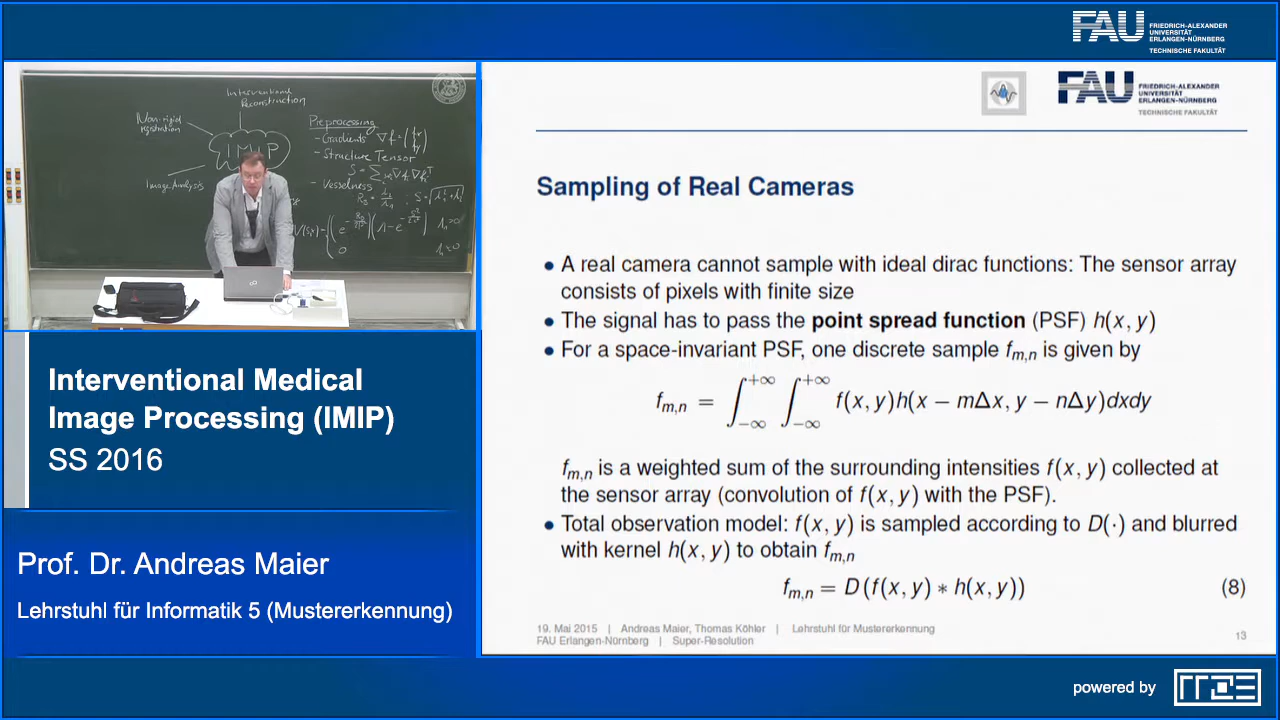 FAU
FRIEDRICH-ALEXANDER
UNIVERSITÄT
ERLANGEN-NÜRNBERG
TECHNISCHE FAKULTÄT
Interventional
Reconstruction
Non-rigid
registration
IMIP
Image Analysis
Preprocessing
- Gradients
- Structure Tensor
- Vesselness
Interventional Medical
Image Processing (IMIP)
SS 2016
Prof. Dr. Andreas Maier
Lehrstuhl für Informatik 5 (Mustererkennung)
FAU
FRIEDRICH-ALEXANDER
UNIVERSITÄT
ERLANGEN-NÜRNBERG
TECHNISCHE FAKULTÄT
Sampling of Real Cameras
• A real camera cannot sample with ideal dirac functions: The sensor array
consists of pixels with finite size
• The signal has to pass the point spread function (PSF) h(x, y)
• For a space-invariant PSF, one discrete sample f_{m,n} is given by
f_{m,n} = ∫_{−∞}^{+∞} ∫_{−∞}^{+∞} f(x, y)h(x − mΔx, y − nΔy)dxdy
f_{m,n} is a weighted sum of the surrounding intensities f(x, y) collected at
the sensor array (convolution of f(x, y) with the PSF).
• Total observation model: f(x, y) is sampled according to D(·) and blurred
with kernel h(x, y) to obtain f_{m,n}
f_{m,n} = D(f(x, y) ∗ h(x, y)) (8)
19. Mai 2015 | Andreas Maier, Thomas Köhler | Lehrstuhl für Mustererkennung
FAU Erlangen-Nürnberg | Super-Resolution
13
powered by